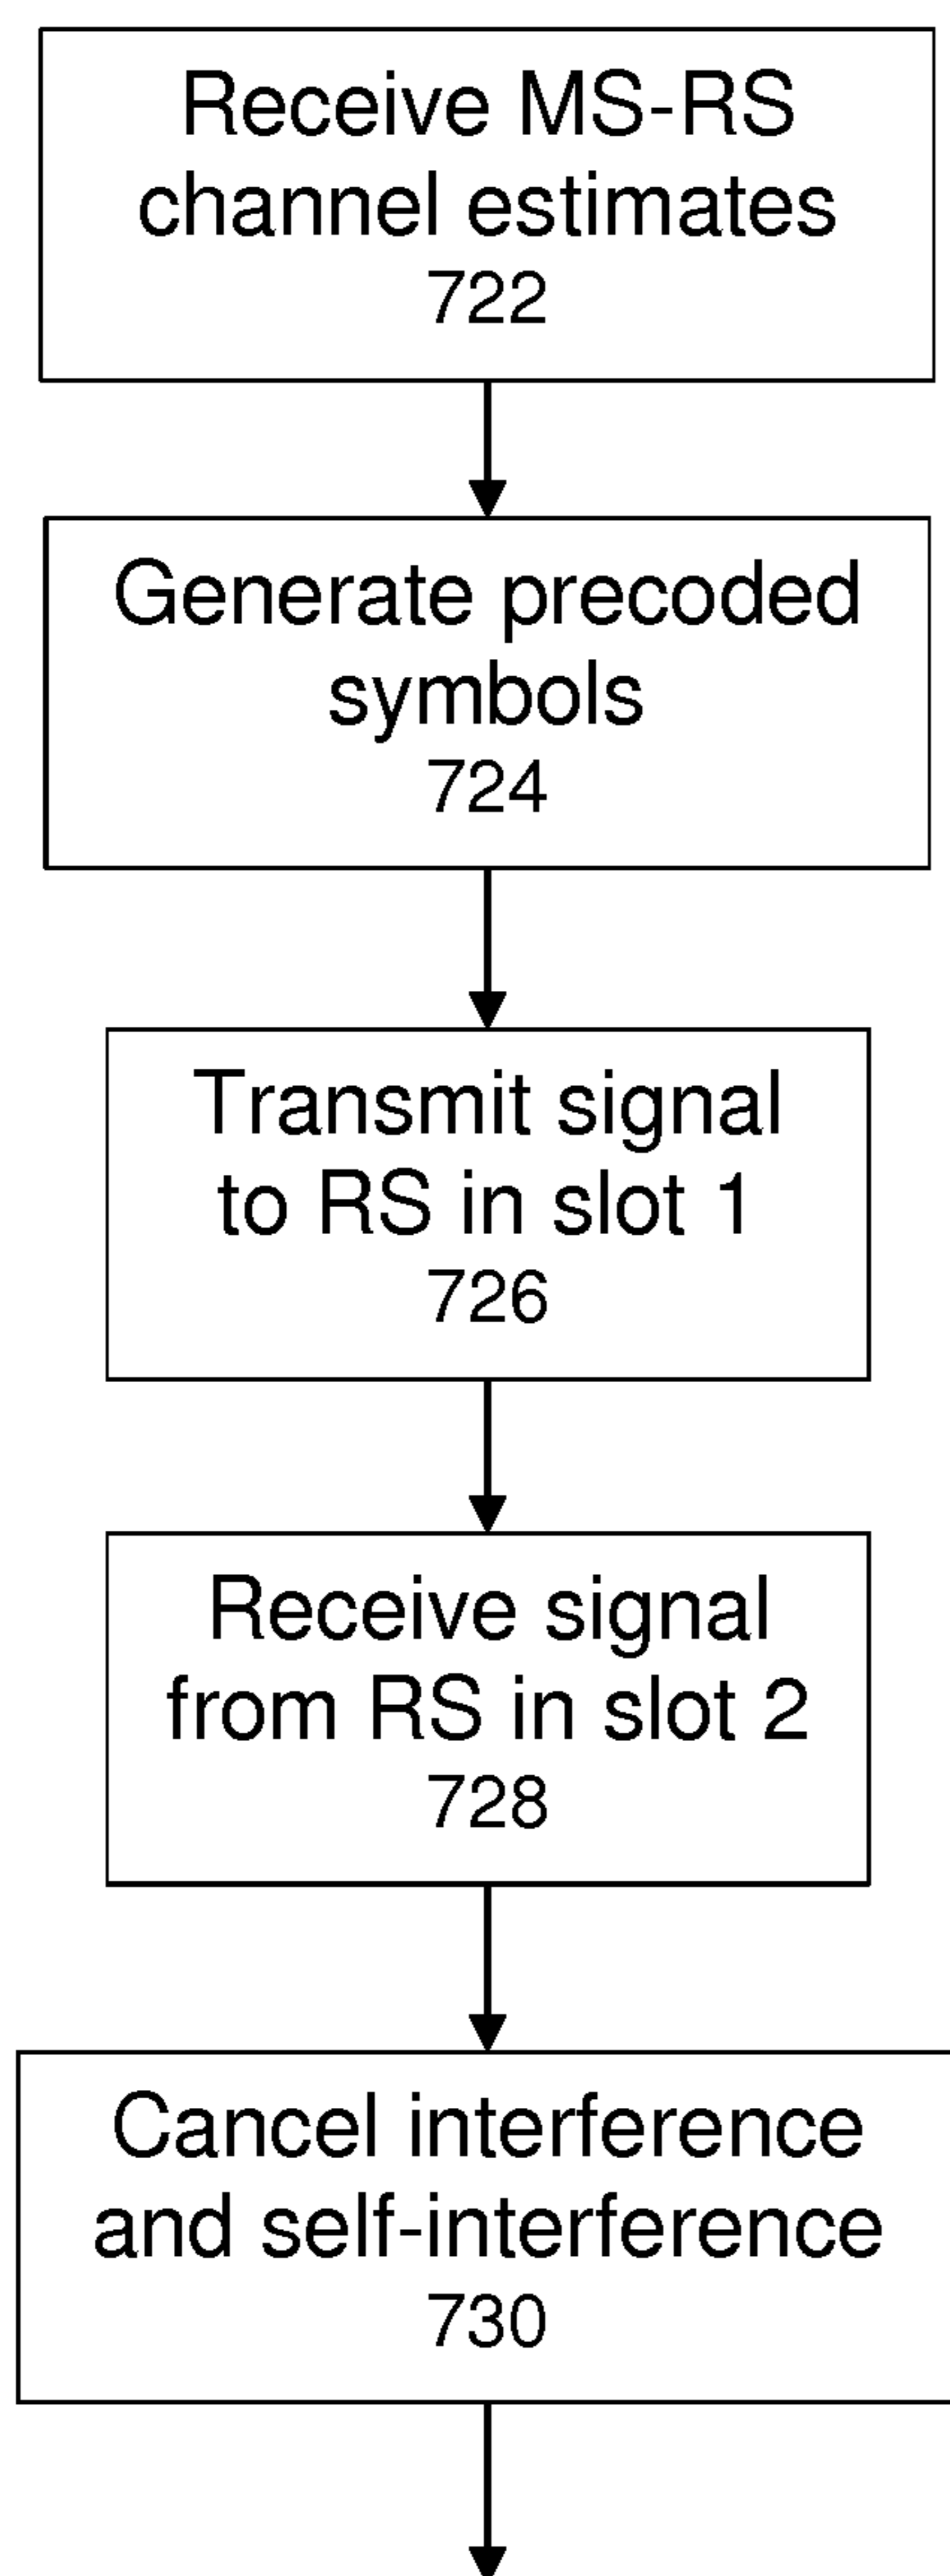 Receive MS-RS
channel estimates
722
Generate precoded
symbols
724
Transmit signal
to RS in slot 1
726
Receive signal
from RS in slot 2
728
Cancel interference
and self-interference
730